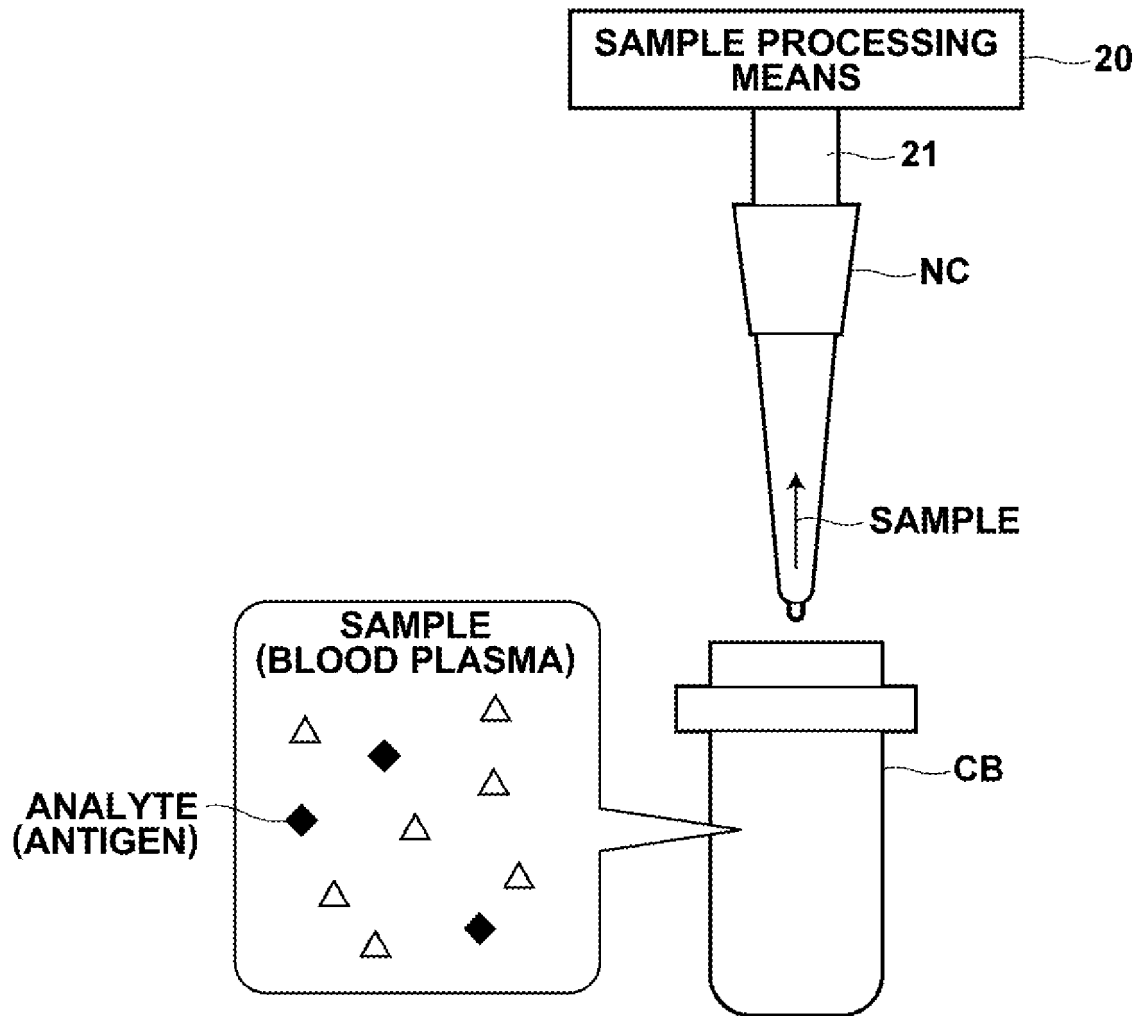 SAMPLE PROCESSING
MEANS
20
21
NC
SAMPLE
SAMPLE
(BLOOD PLASMA)
CB
ANALYTE
(ANTIGEN)